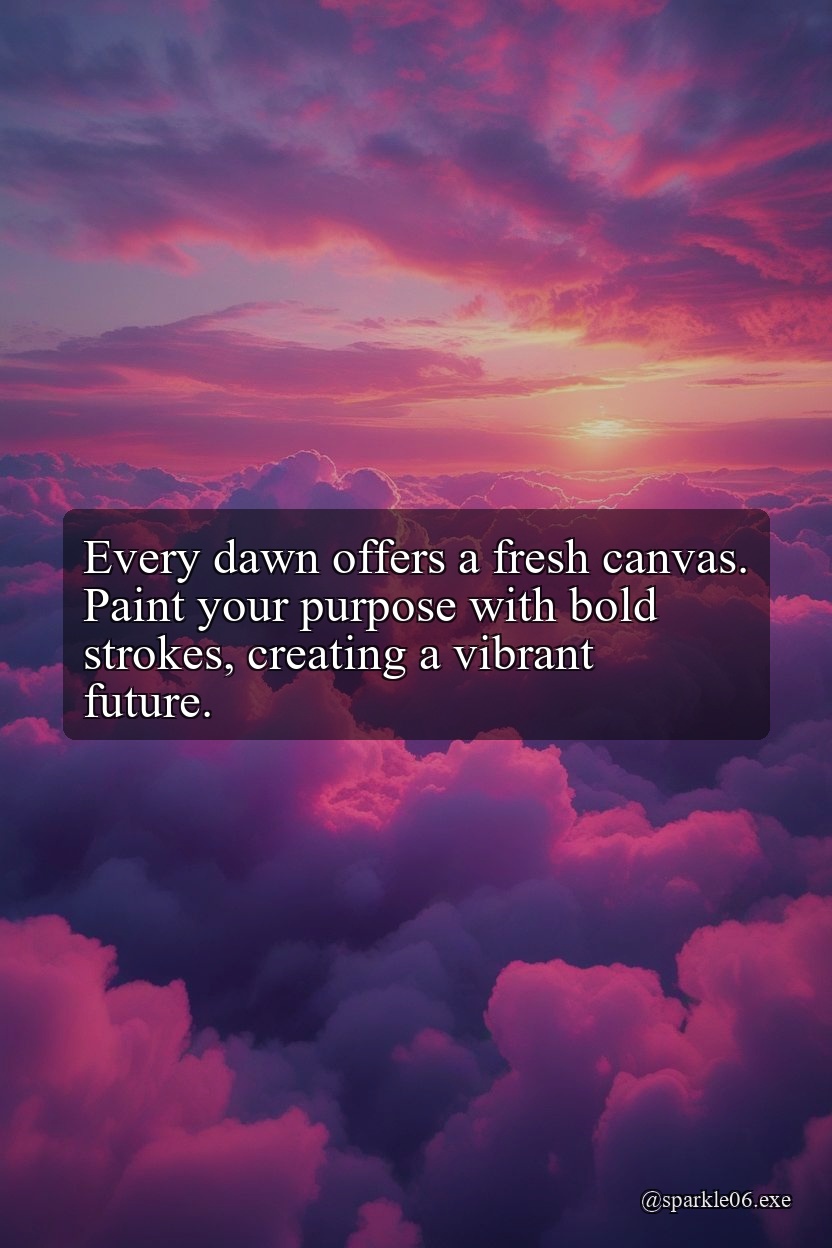 Every dawn offers a fresh canvas.
Paint your purpose with bold
strokes, creating a vibrant
future.
@sparkle06.exe